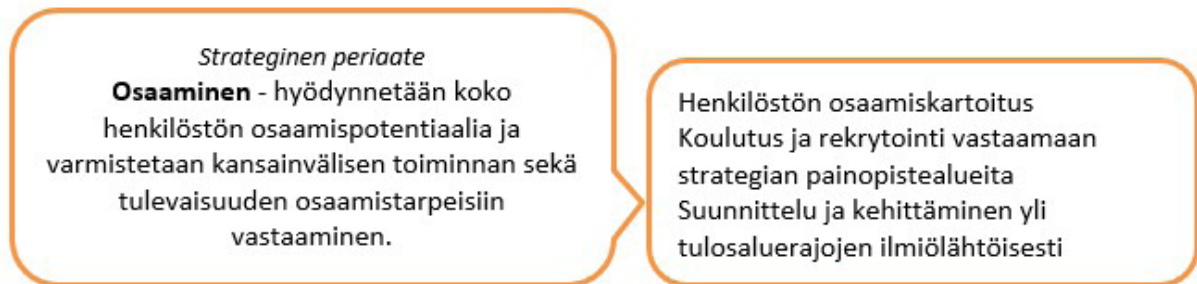 Strateginen periaate
Osaaminen - hyödynnetään koko
henkilöstön osaamispotentiaalia ja
varmistetaan kansainvälisen toiminnan sekä
tulevaisuuden osaamistarpeisiin
vastaaminen.
Henkilöstön osaamiskartoitus
Koulutus ja rekrytointi vastaamaan
strategian painopistealueita
Suunnittelu ja kehittäminen yli
tulosaluerajojen ilmiölähtöisesti